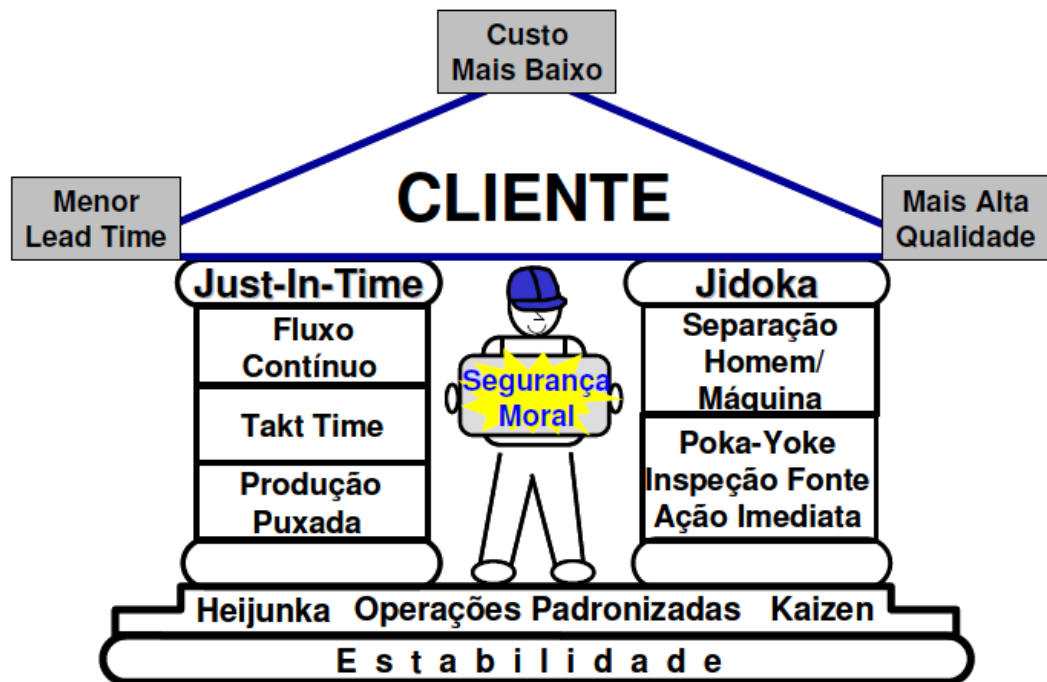 Custo
Mais Baixo
Menor
Lead Time
CLIENTE
Mais Alta
Qualidade
Just-In-Time
Fluxo
Contínuo
Takt Time
Produção
Puxada
Segurança
Moral
Jidoka
Separação
Homem/
Máquina
Poka-Yoke
Inspeção Fonte
Ação Imediata
Heijunka Operações Padronizadas Kaizen
Estabilidade